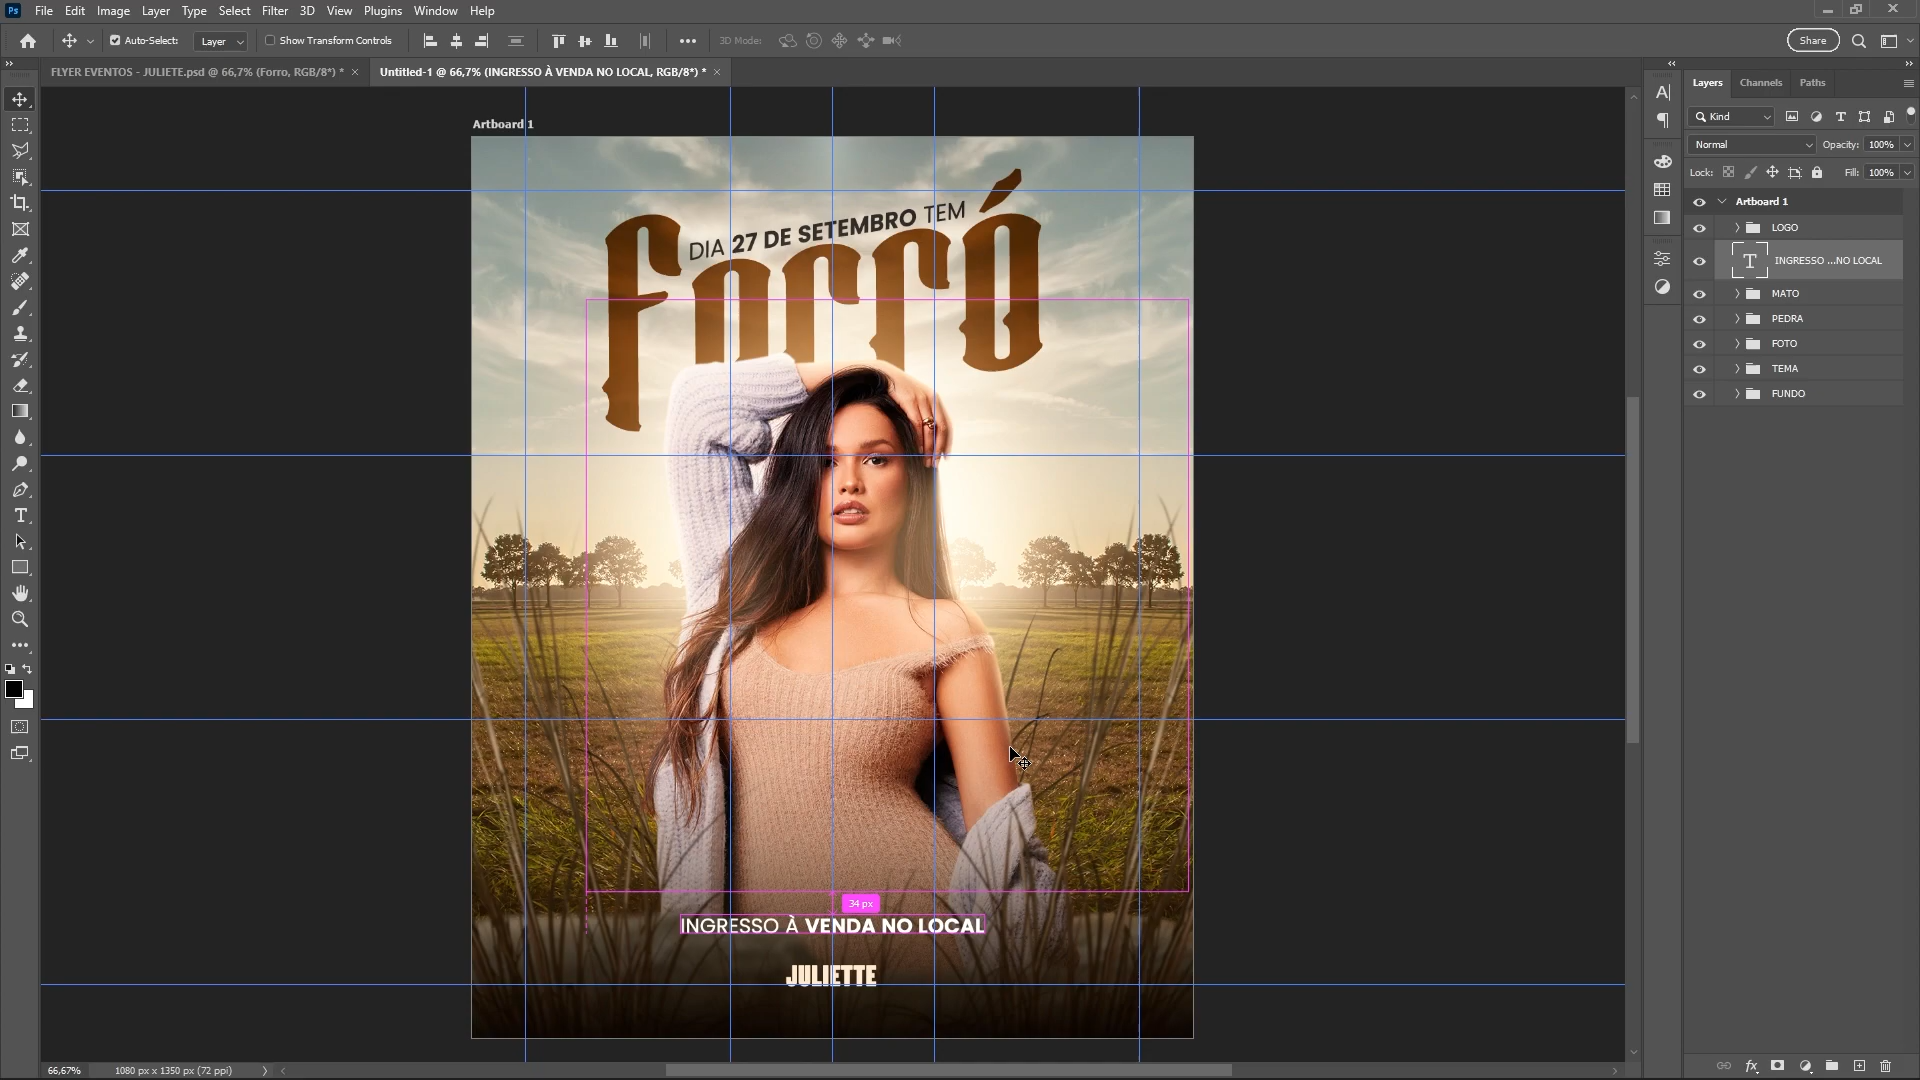 Ps File Edit Image Layer Type Select Filter 3D View Plugins Window Help
Auto-Select: Layer Show Transform Controls 3D Mode: Share
FLYER EVENTOS - JULIETE.psd @ 66,7% (Forro, RGB/8*) * Untitled-1 @ 66,7% (INGRESSO À VENDA NO LOCAL, RGB/8*) *
Layers Channels Paths
Kind
Normal Opacity: 100%
Lock: Fill: 100%
Artboard 1
LOGO
INGRESSO ...NO LOCAL
MATO
PEDRA
FOTO
TEMA
FUNDO
Artboard 1
DIA 27 DE SETEMBRO TEM
forró
34 px
INGRESSO À VENDA NO LOCAL
JULIETTE
66,67% 1080 px x 1350 px (72 ppi)